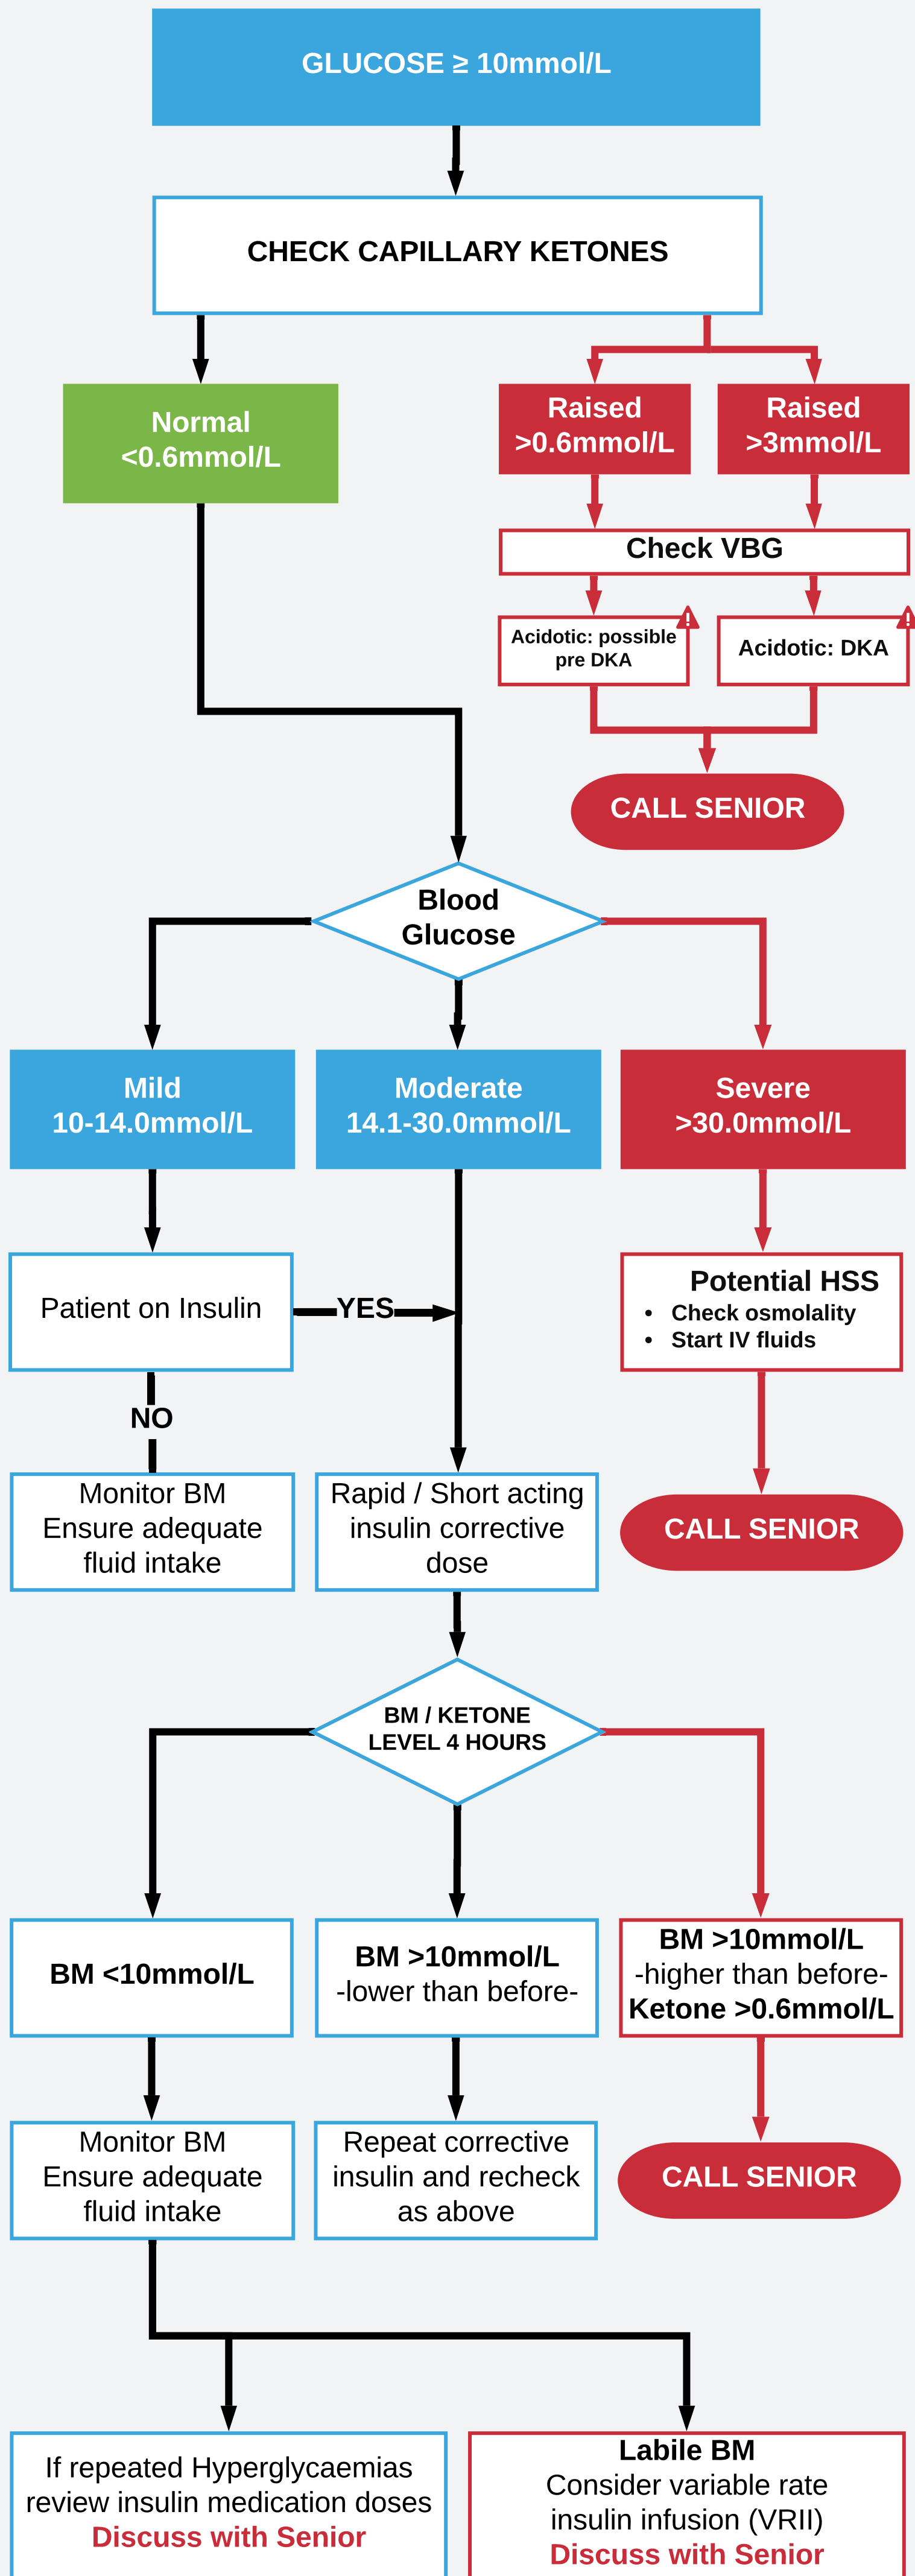 GLUCOSE ≥ 10mmol/L
CHECK CAPILLARY KETONES
Normal
<0.6mmol/L
Raised
>0.6mmol/L
Raised
>3mmol/L
Check VBG
Acidotic: possible
pre DKA
Acidotic: DKA
CALL SENIOR
Blood
Glucose
Mild
10-14.0mmol/L
Moderate
14.1-30.0mmol/L
Severe
>30.0mmol/L
Patient on Insulin
YES
Potential HSS
• Check osmolality
• Start IV fluids
NO
Monitor BM
Ensure adequate
fluid intake
Rapid / Short acting
insulin corrective
dose
CALL SENIOR
BM / KETONE
LEVEL 4 HOURS
BM <10mmol/L
BM >10mmol/L
-lower than before-
BM >10mmol/L
-higher than before-
Ketone >0.6mmol/L
Monitor BM
Ensure adequate
fluid intake
Repeat corrective
insulin and recheck
as above
CALL SENIOR
If repeated Hyperglycaemias
review insulin medication doses
Discuss with Senior
Labile BM
Consider variable rate
insulin infusion (VRII)
Discuss with Senior